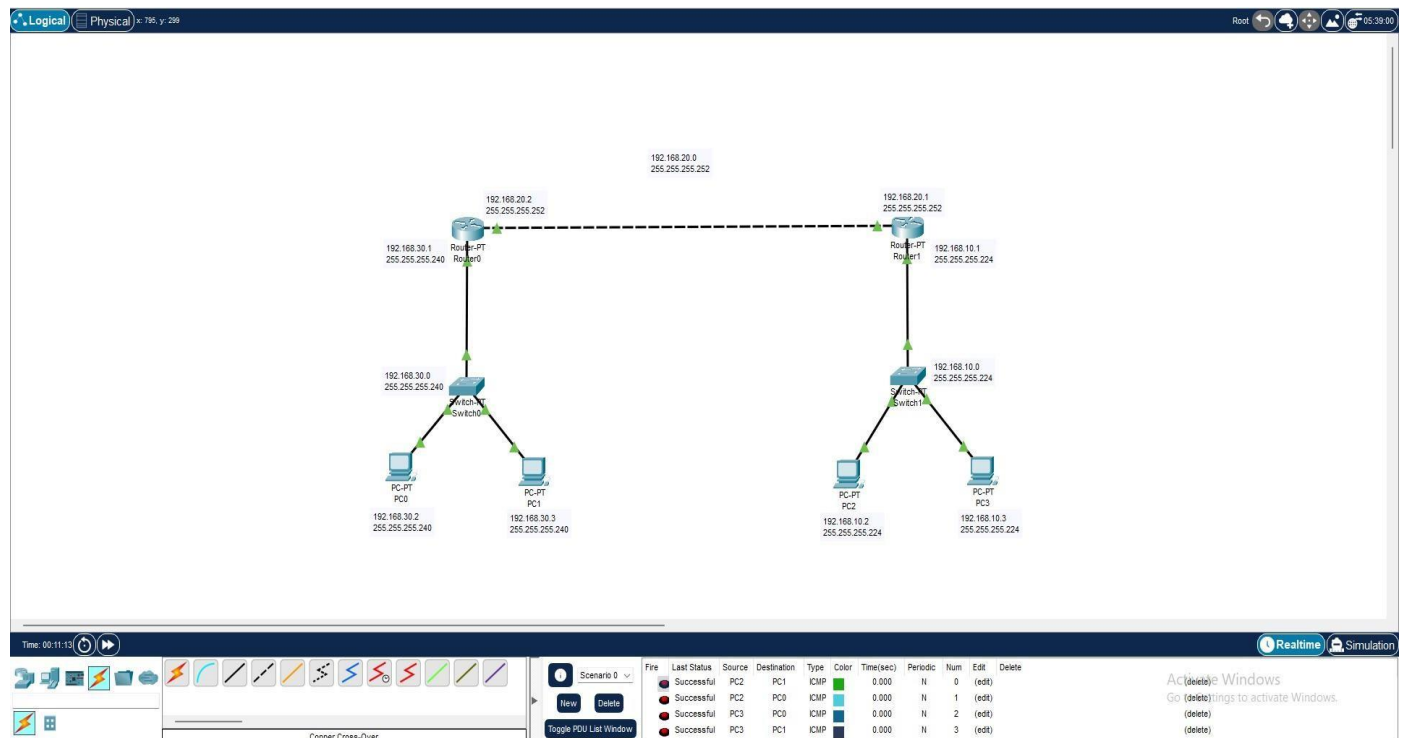 Logical Physical x: 795, y: 299 Root 05:39:00
192.168.20.0
255.255.255.252
192.168.20.2
255.255.255.252
192.168.20.1
255.255.255.252
192.168.30.1
255.255.255.240
Router-PT
Router0
Router-PT
Router1
192.168.10.1
255.255.255.224
192.168.30.0
255.255.255.240
Switch-PT
Switch0
192.168.10.0
255.255.255.224
Switch-PT
Switch1
PC-PT
PC0
192.168.30.2
255.255.255.240
PC-PT
PC1
192.168.30.3
255.255.255.240
PC-PT
PC2
192.168.10.2
255.255.255.224
PC-PT
PC3
192.168.10.3
255.255.255.224
Time: 00:11:13 Realtime Simulation
Scenario 0
New Delete
Toggle PDU List Window
Fire Last Status Source Destination Type Color Time(sec) Periodic Num Edit Delete
Successful PC2 PC1 ICMP 0.000 N 0 (edit) (delete)
Successful PC2 PC0 ICMP 0.000 N 1 (edit) (delete)
Successful PC3 PC0 ICMP 0.000 N 2 (edit) (delete)
Successful PC3 PC1 ICMP 0.000 N 3 (edit) (delete)
Activate Windows
Go to Settings to activate Windows.
Copper Cross-Over